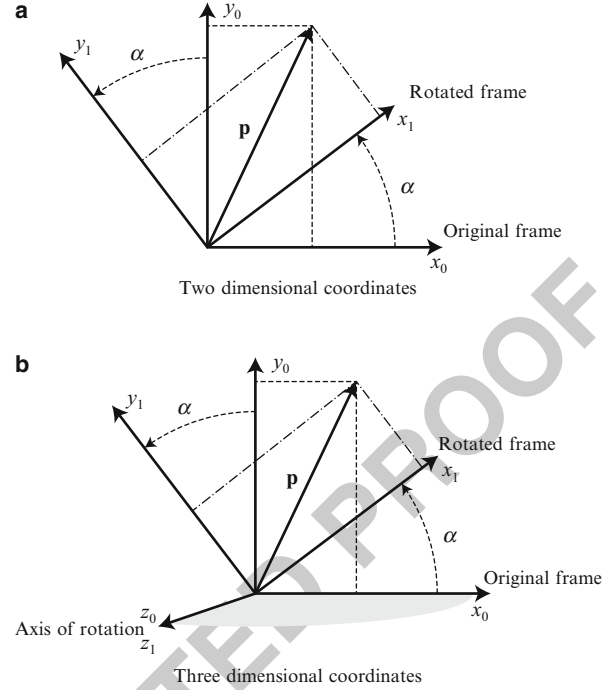 a
y0
y1
α
Rotated frame
x1
p
α
Original frame
x0
Two dimensional coordinates
b
y0
y1
α
Rotated frame
x1
p
α
Original frame
x0
z0
Axis of rotation
z1
Three dimensional coordinates
TED PROOF